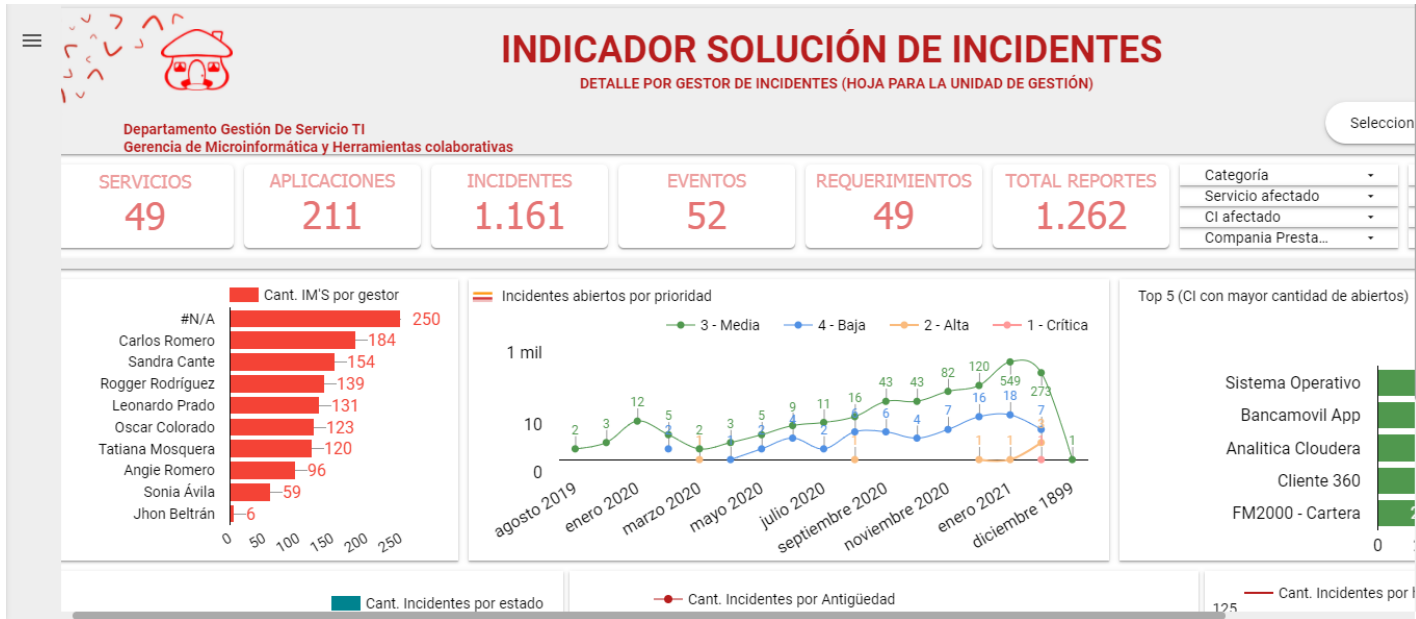 INDICADOR SOLUCIÓN DE INCIDENTES
DETALLE POR GESTOR DE INCIDENTES (HOJA PARA LA UNIDAD DE GESTIÓN)
Departamento Gestión De Servicio TI
Gerencia de Microinformática y Herramientas colaborativas
Seleccion
SERVICIOS
49
APLICACIONES
211
INCIDENTES
1.161
EVENTOS
52
REQUERIMIENTOS
49
TOTAL REPORTES
1.262
Categoría
Servicio afectado
CI afectado
Compania Presta...
Cant. IM'S por gestor
#N/A 250
Carlos Romero 184
Sandra Cante 154
Rogger Rodríguez 139
Leonardo Prado 131
Oscar Colorado 123
Tatiana Mosquera 120
Angie Romero 96
Sonia Ávila 59
Jhon Beltrán 6
0 50 100 150 200 250
Incidentes abiertos por prioridad
3 - Media 4 - Baja 2 - Alta 1 - Crítica
1 mil
10
0
2 3 12 5 2 3 5 9 11 16 43 43 82 120 549 273 1
2 4 2 6 4 7 16 18 7
1 1 1
agosto 2019 enero 2020 marzo 2020 mayo 2020 julio 2020 septiembre 2020 noviembre 2020 enero 2021 diciembre 1899
Top 5 (CI con mayor cantidad de abiertos)
Sistema Operativo
Bancamovil App
Analitica Cloudera
Cliente 360
FM2000 - Cartera
0
Cant. Incidentes por estado
Cant. Incidentes por Antigüedad
Cant. Incidentes por
125